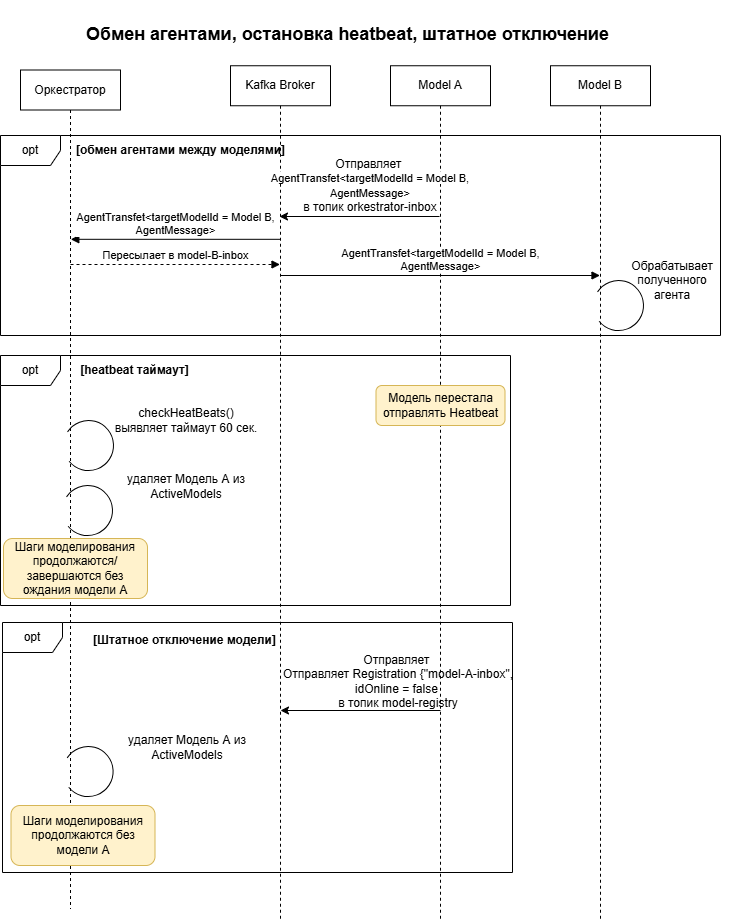 Обмен агентами, остановка heatbeat, штатное отключение
Оркестратор
Kafka Broker
Model A
Model B
opt
[обмен агентами между моделями]
Отправляет
AgentTransfet<targetModelId = Model B,
AgentMessage>
в топик orkestrator-inbox
AgentTransfet<targetModelId = Model B,
AgentMessage>
Пересылает в model-B-inbox
AgentTransfet<targetModelId = Model B,
AgentMessage>
Обрабатывает
полученного
агента
opt
[heatbeat таймаут]
Модель перестала
отправлять Heatbeat
checkHeatBeats()
выявляет таймаут 60 сек.
удаляет Модель А из
ActiveModels
Шаги моделирования
продолжаются/
завершаются без
ождания модели А
opt
[Штатное отключение модели]
Отправляет
Отправляет Registration {"model-A-inbox",
idOnline = false
в топик model-registry
удаляет Модель А из
ActiveModels
Шаги моделирования
продолжаются без
модели А